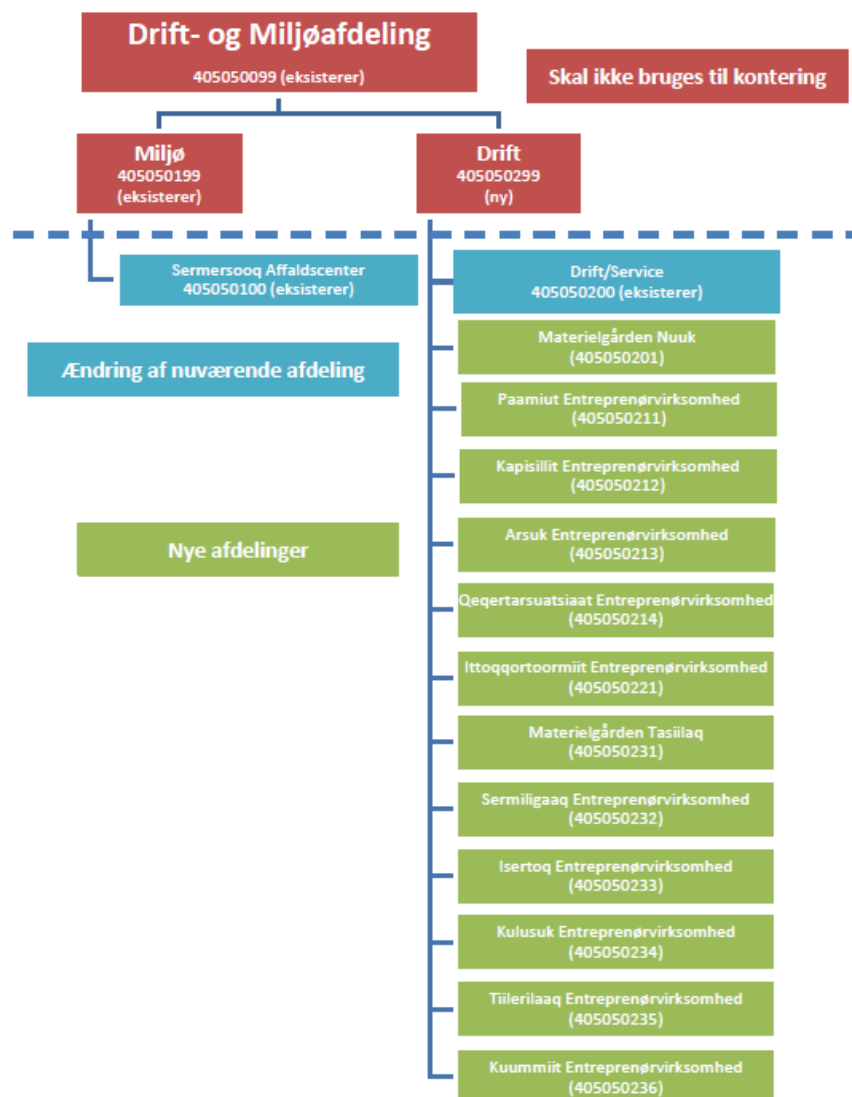 Drift- og Miljøafdeling
405050099 (eksisterer)
Skal ikke bruges til kontering
Miljø
405050199
(eksisterer)
Drift
405050299
(ny)
Sermersooq Affaldscenter
405050100 (eksisterer)
Drift/Service
405050200 (eksisterer)
Materielgården Nuuk
(405050201)
Ændring af nuværende afdeling
Paamiut Entreprenørvirksomhed
(405050211)
Kapisillit Entreprenørvirksomhed
(405050212)
Nye afdelinger
Arsuk Entreprenørvirksomhed
(405050213)
Qeqertarsuatsiaat Entreprenørvirksomhed
(405050214)
Ittoqqortoormiit Entreprenørvirksomhed
(405050221)
Materielgården Tasiilaq
(405050231)
Sermiligaaq Entreprenørvirksomhed
(405050232)
Isertoq Entreprenørvirksomhed
(405050233)
Kulusuk Entreprenørvirksomhed
(405050234)
Tiilerilaaq Entreprenørvirksomhed
(405050235)
Kuummiit Entreprenørvirksomhed
(405050236)